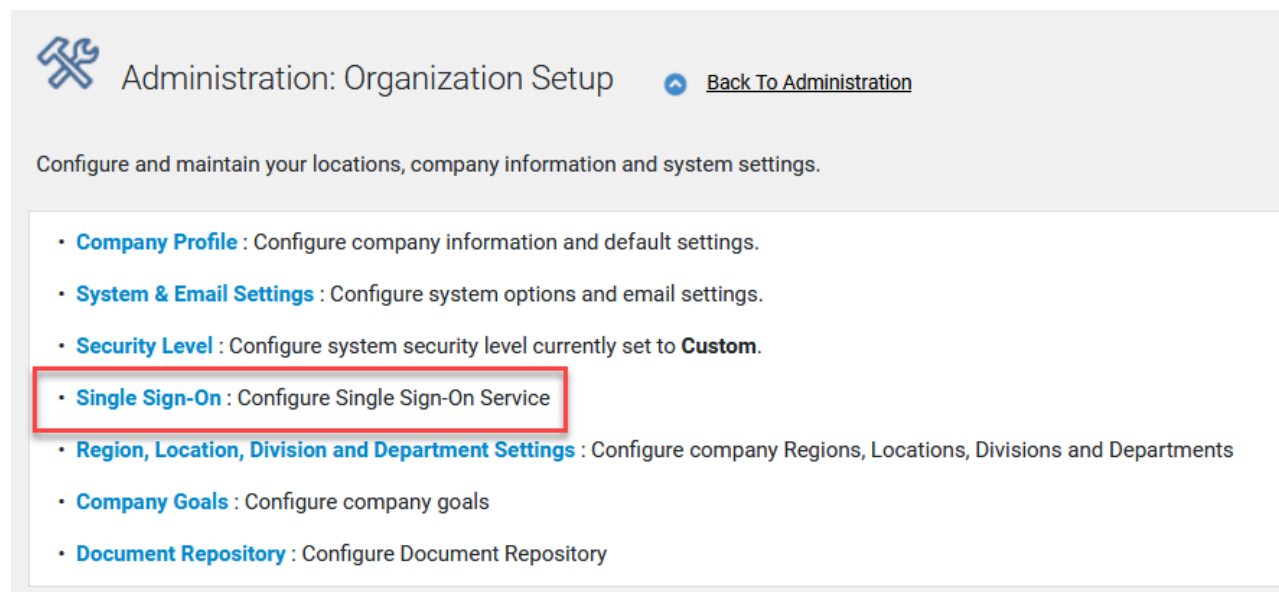 Administration: Organization Setup Back To Administration
Configure and maintain your locations, company information and system settings.
• Company Profile : Configure company information and default settings.
• System & Email Settings : Configure system options and email settings.
• Security Level : Configure system security level currently set to Custom.
• Single Sign-On : Configure Single Sign-On Service
• Region, Location, Division and Department Settings : Configure company Regions, Locations, Divisions and Departments
• Company Goals : Configure company goals
• Document Repository : Configure Document Repository